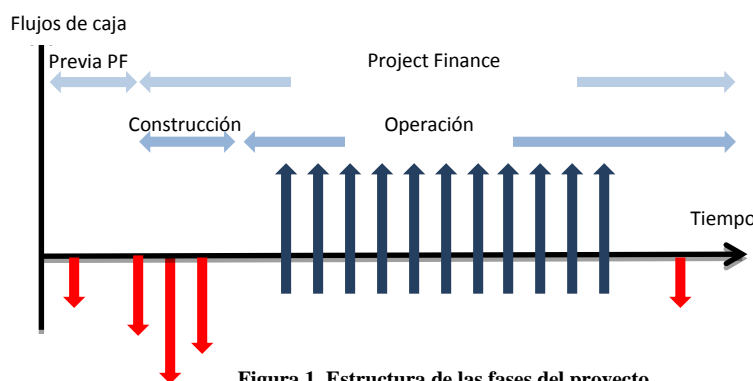 Flujos de caja
Previa PF
Project Finance
Construcción
Operación
Tiempo
Figura 1. Estructura de las fases del proyecto